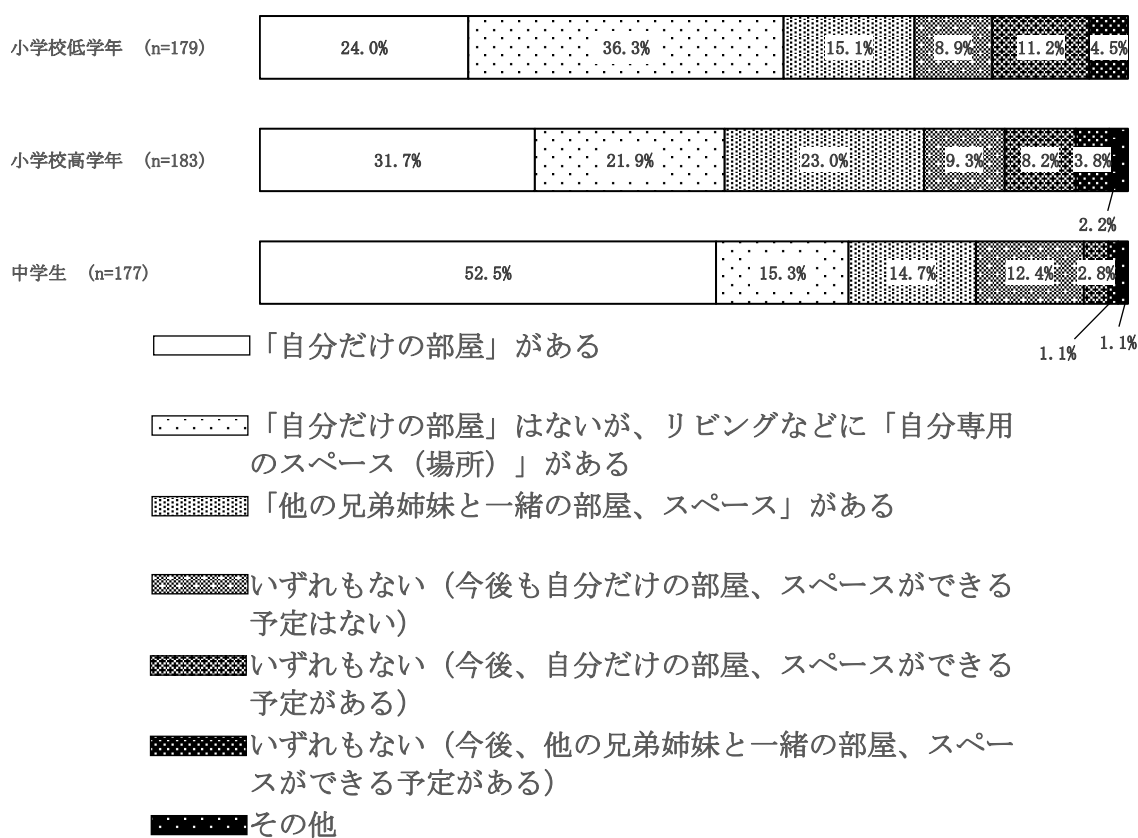 小学校低学年 (n=179) 24.0% 36.3% 15.1% 8.9% 11.2% 4.5%
小学校高学年 (n=183) 31.7% 21.9% 23.0% 9.3% 8.2% 3.8%
2.2%
中学生 (n=177) 52.5% 15.3% 14.7% 12.4% 2.8%
1.1% 1.1%
「自分だけの部屋」がある
「自分だけの部屋」はないが、リビングなどに「自分専用
のスペース（場所）」がある
「他の兄弟姉妹と一緒の部屋、スペース」がある
いずれもない（今後も自分だけの部屋、スペースができる
予定はない）
いずれもない（今後、自分だけの部屋、スペースができる
予定がある）
いずれもない（今後、他の兄弟姉妹と一緒の部屋、スペー
スができる予定がある）
その他